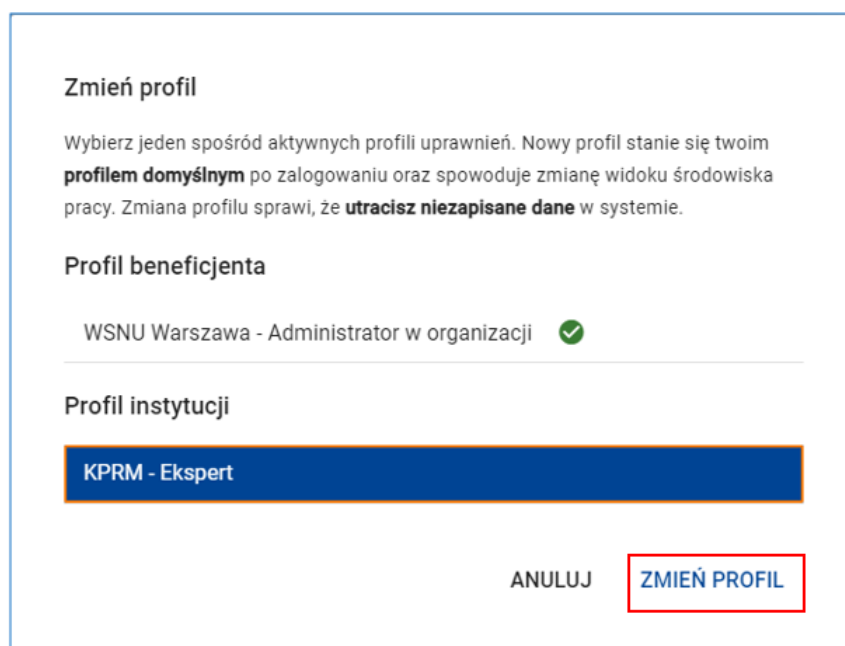 Zmień profil
Wybierz jeden spośród aktywnych profili uprawnień. Nowy profil stanie się twoim
profilem domyślnym po zalogowaniu oraz spowoduje zmianę widoku środowiska
pracy. Zmiana profilu sprawi, że utracisz niezapisane dane w systemie.
Profil beneficjenta
WSNU Warszawa - Administrator w organizacji
Profil instytucji
KPRM - Ekspert
ANULUJ ZMIEŃ PROFIL